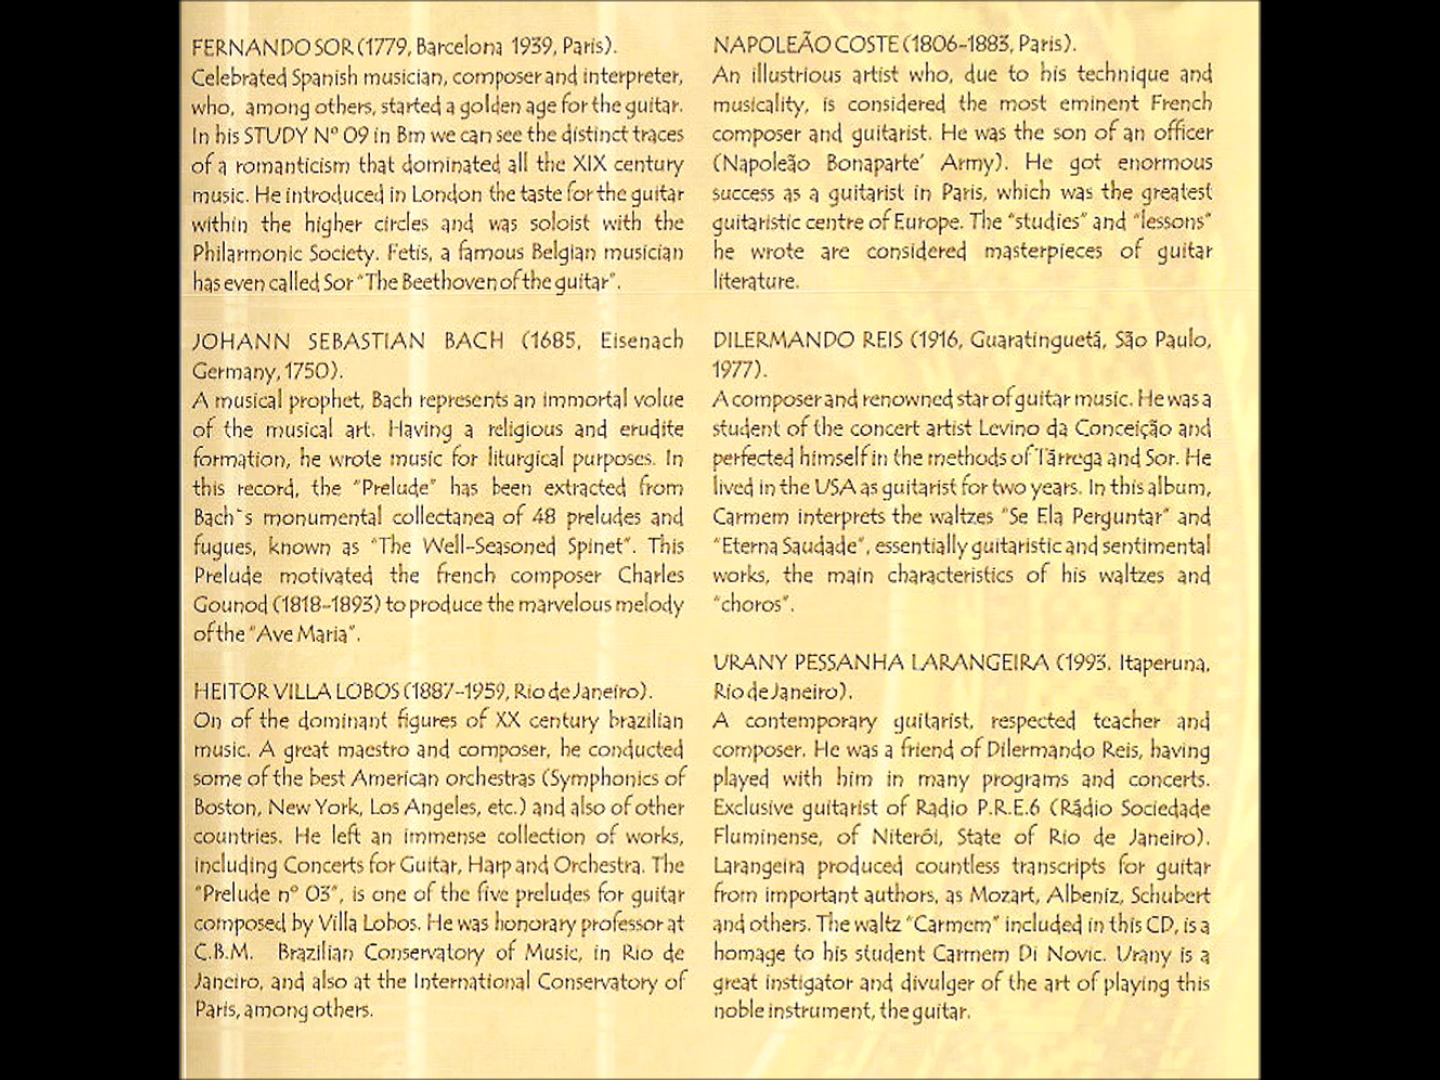 FERNANDO SOR (1779, Barcelona 1939, Paris).
Celebrated Spanish musician, composer and interpreter,
who, among others, started a golden age for the guitar.
In his STUDY Nº 09 in Bm we can see the distinct traces
of a romanticism that dominated all the XIX century
music. He introduced in London the taste for the guitar
within the higher circles and was soloist with the
Philarmonic Society. Fetis, a famous Belgian musician
has even called Sor "The Beethoven of the guitar".
JOHANN SEBASTIAN BACH (1685, Eisenach
Germany, 1750).
A musical prophet, Bach represents an immortal volue
of the musical art. Having a religious and erudite
formation, he wrote music for liturgical purposes. In
this record, the "Prelude" has been extracted from
Bach`s monumental collectanea of 48 preludes and
fugues, known as "The Well-Seasoned Spinet". This
Prelude motivated the french composer Charles
Gounod (1818-1893) to produce the marvelous melody
of the "Ave Maria".
HEITOR VILLA LOBOS (1887-1959, Rio de Janeiro).
On of the dominant figures of XX century brazilian
music. A great maestro and composer, he conducted
some of the best American orchestras (Symphonics of
Boston, New York, Los Angeles, etc.) and also of other
countries. He left an immense collection of works,
including Concerts for Guitar, Harp and Orchestra. The
"Prelude nº 03", is one of the five preludes for guitar
composed by Villa Lobos. He was honorary professor at
C.B.M. Brazilian Conservatory of Music, in Rio de
Janeiro, and also at the International Conservatory of
Paris, among others.
NAPOLEÃO COSTE (1806-1883, Paris).
An illustrious artist who, due to his technique and
musicality, is considered the most eminent French
composer and guitarist. He was the son of an officer
(Napoleão Bonaparte' Army). He got enormous
success as a guitarist in Paris, which was the greatest
guitaristic centre of Europe. The "studies" and "lessons"
he wrote are considered masterpieces of guitar
literature.
DILERMANDO REIS (1916, Guaratinguetá, São Paulo,
1977).
A composer and renowned star of guitar music. He was a
student of the concert artist Levino da Conceição and
perfected himself in the methods of Tárrega and Sor. He
lived in the USA as guitarist for two years. In this album,
Carmem interprets the waltzes "Se Ela Perguntar" and
"Eterna Saudade", essentially guitaristic and sentimental
works, the main characteristics of his waltzes and
"choros".
URANY PESSANHA LARANGEIRA (1993. Itaperuna,
Rio de Janeiro).
A contemporary guitarist, respected teacher and
composer. He was a friend of Dilermando Reis, having
played with him in many programs and concerts.
Exclusive guitarist of Radio P.R.E.6 (Rádio Sociedade
Fluminense, of Niterói, State of Rio de Janeiro).
Larangeira produced countless transcripts for guitar
from important authors, as Mozart, Albeniz, Schubert
and others. The waltz "Carmem" included in this CD, is a
homage to his student Carmem Di Novic. Urany is a
great instigator and divulger of the art of playing this
noble instrument, the guitar.